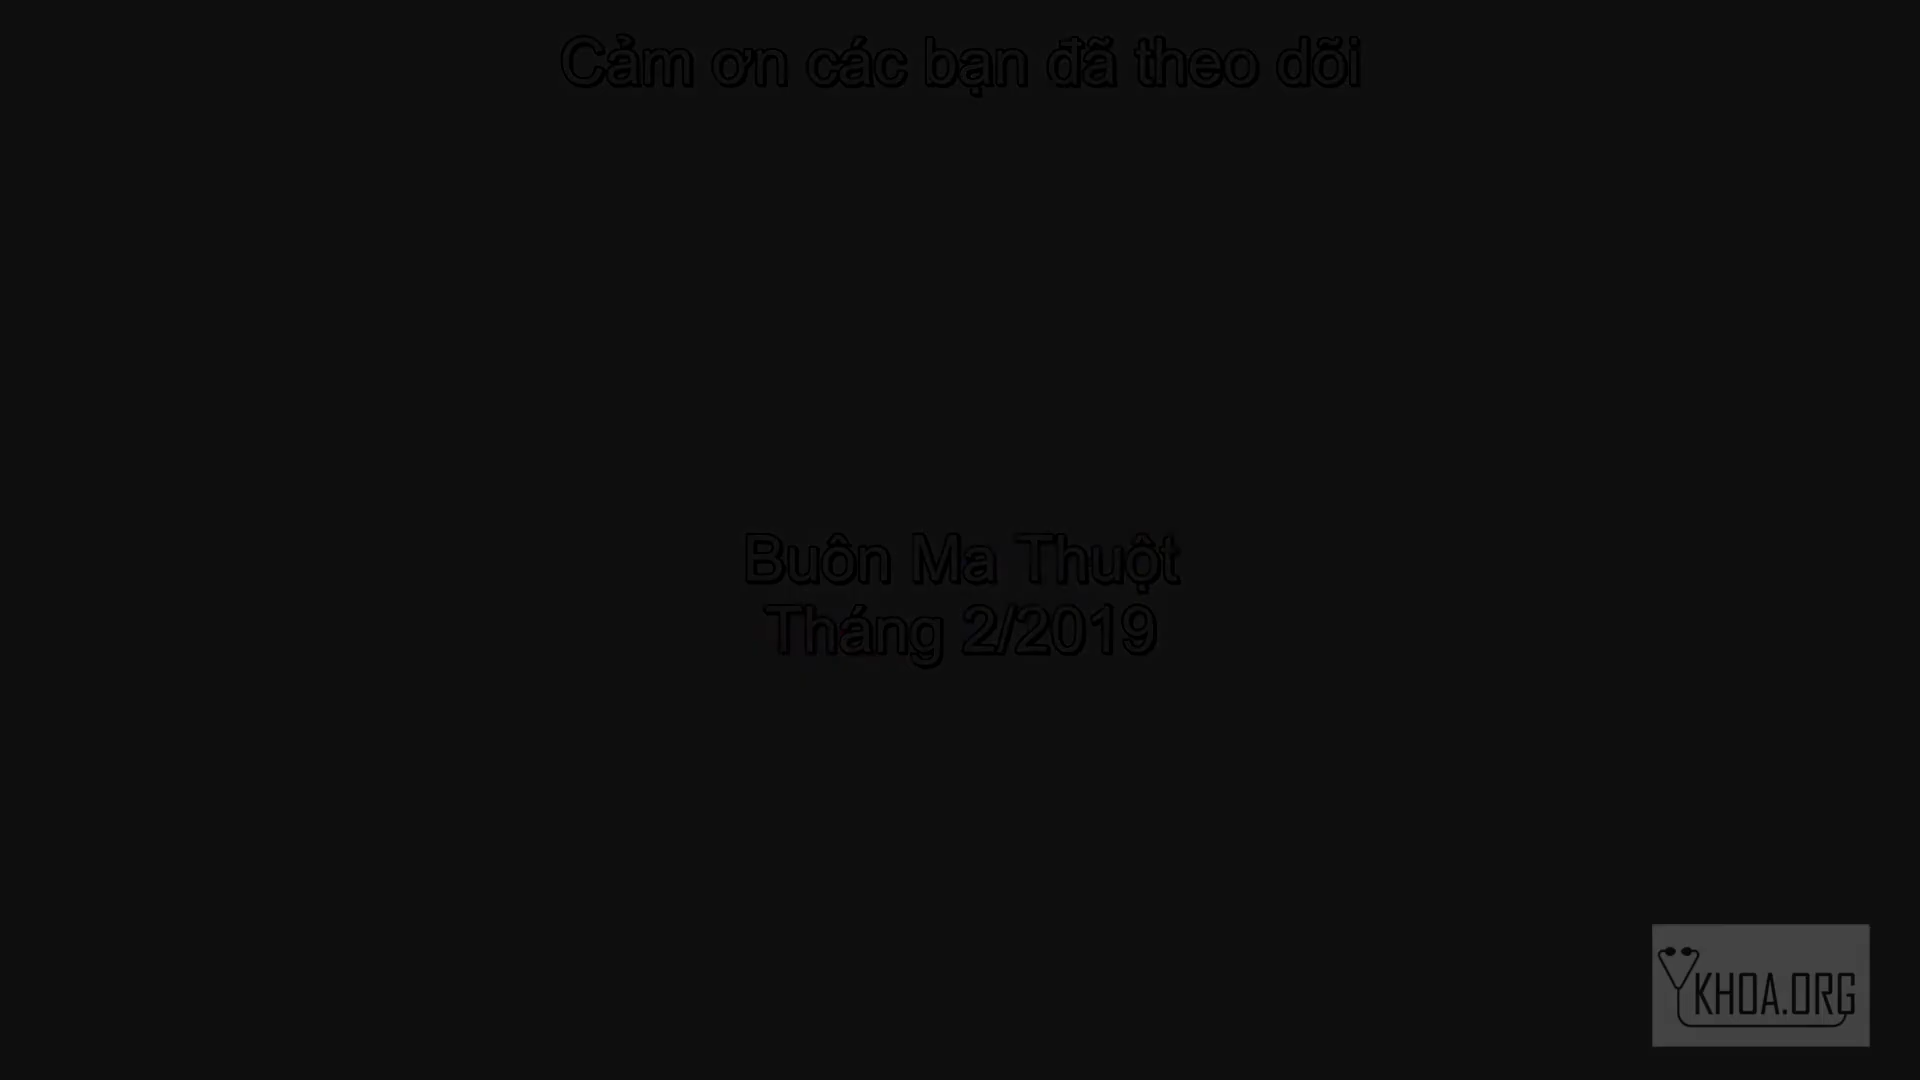 Cảm ơn các bạn đã theo dõi
Buôn Ma Thuột
Tháng 2/2019
YKHOA.ORG